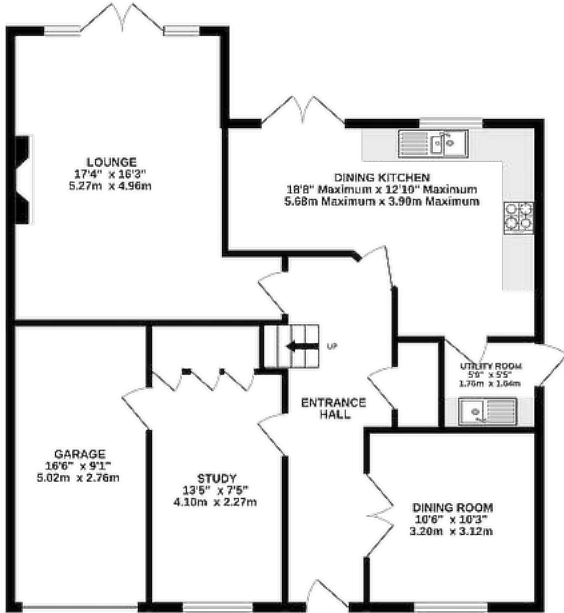 LOUNGE
17'4" x 16'3"
5.27m x 4.96m
DINING KITCHEN
18'8" Maximum x 12'10" Maximum
5.68m Maximum x 3.90m Maximum
UP
UTILITY ROOM
5'9" x 5'5"
1.76m x 1.64m
ENTRANCE
HALL
GARAGE
16'6" x 9'1"
5.02m x 2.76m
STUDY
13'5" x 7'5"
4.10m x 2.27m
DINING ROOM
10'6" x 10'3"
3.20m x 3.12m